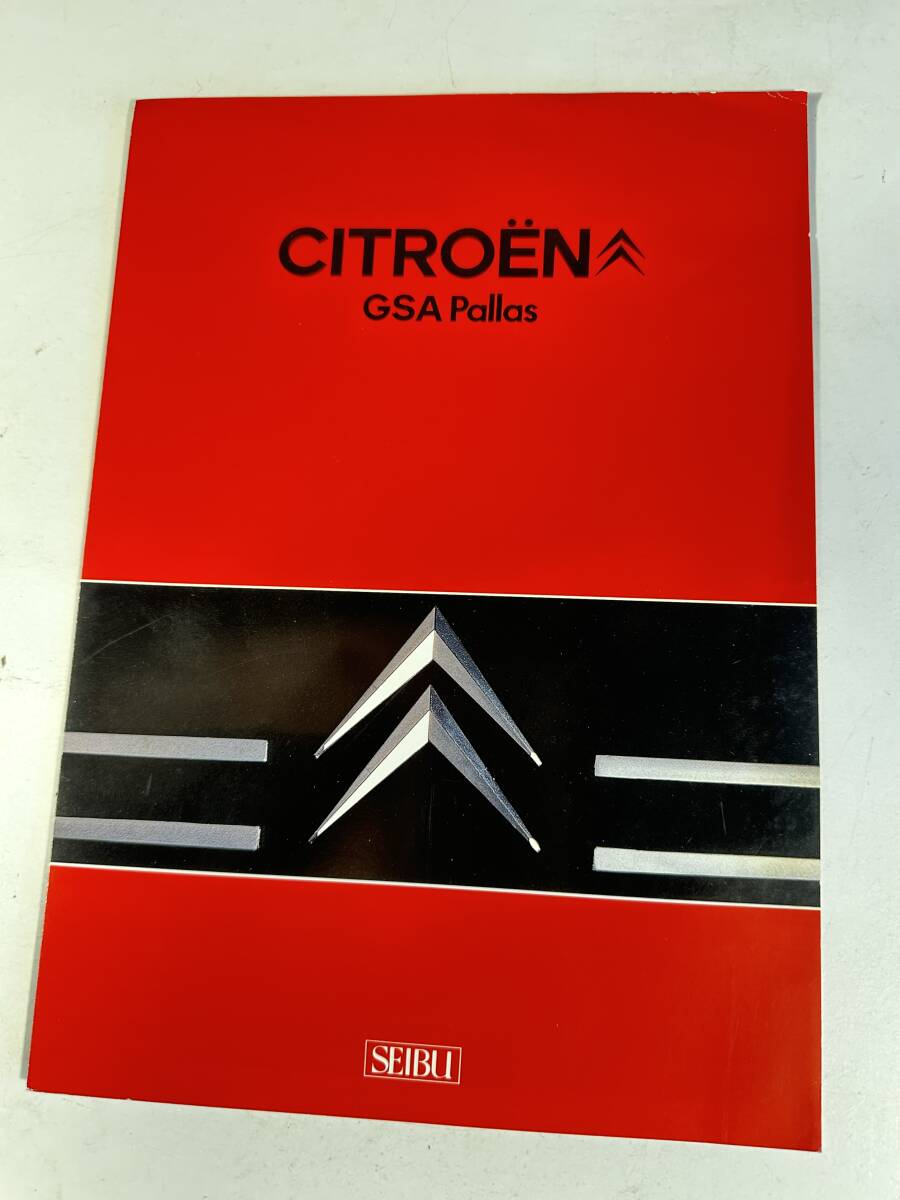 CITROËN
GSA Pallas
SEIBU